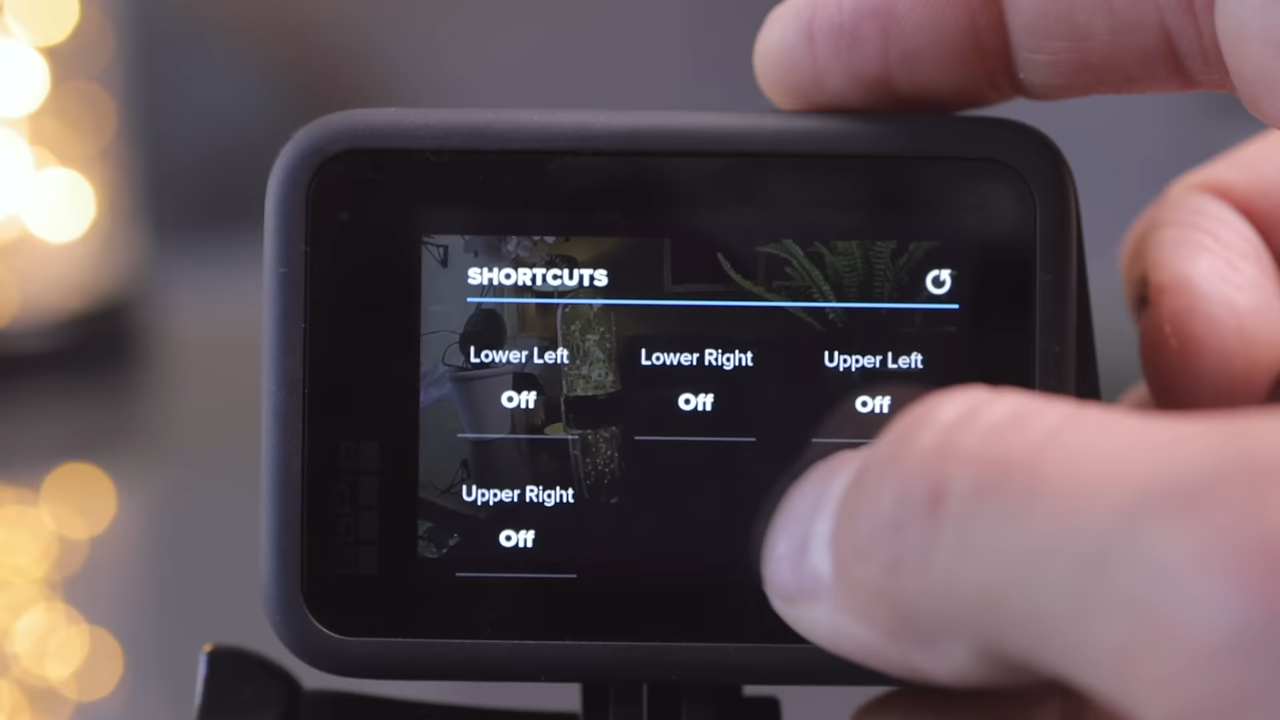 SHORTCUTS
Lower Left
Lower Right
Upper Left
Off
Off
Off
Upper Right
Off